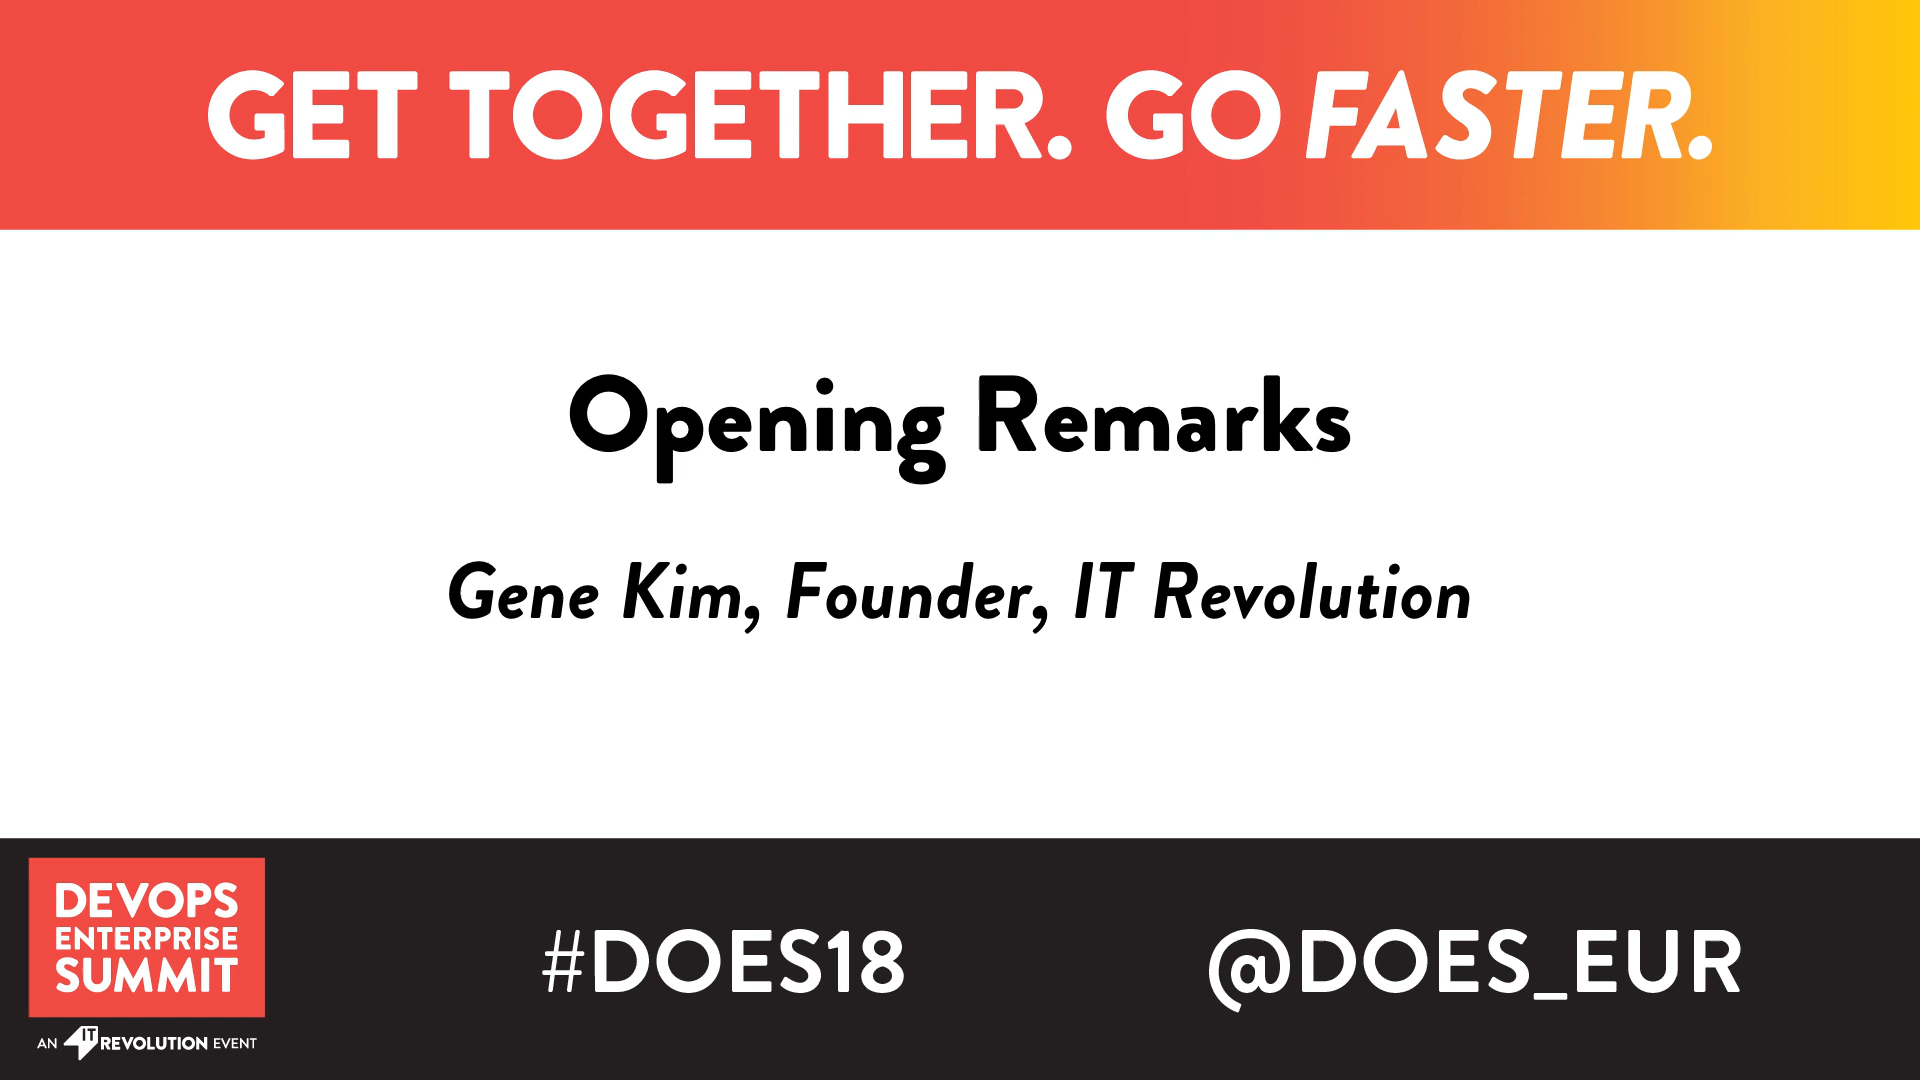 GET TOGETHER. GO FASTER.
Opening Remarks
Gene Kim, Founder, IT Revolution
DEVOPS
ENTERPRISE
SUMMIT
AN IT REVOLUTION EVENT
#DOES18
@DOES_EUR